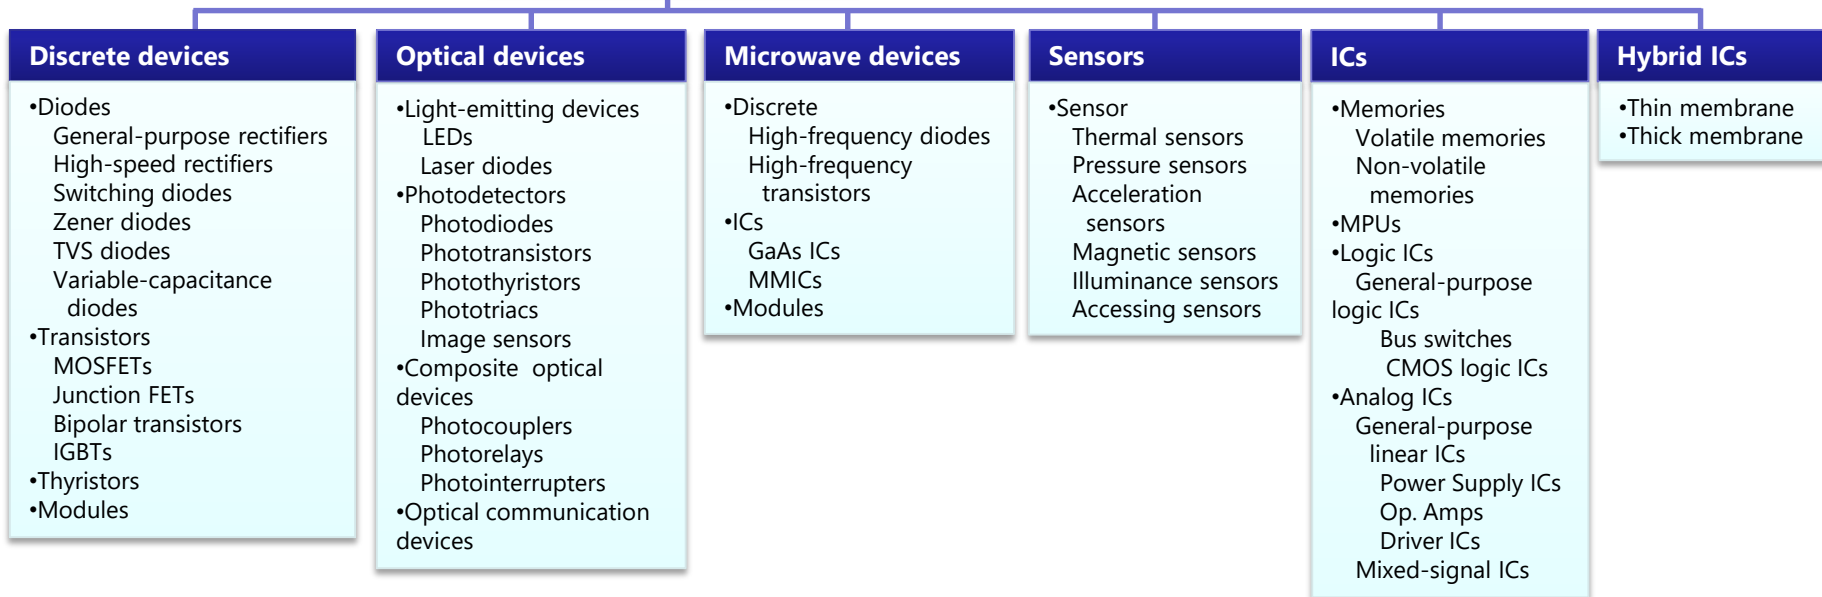 Discrete devices
•Diodes
General-purpose rectifiers
High-speed rectifiers
Switching diodes
Zener diodes
TVS diodes
Variable-capacitance
diodes
•Transistors
MOSFETs
Junction FETs
Bipolar transistors
IGBTs
•Thyristors
•Modules
Optical devices
•Light-emitting devices
LEDs
Laser diodes
•Photodetectors
Photodiodes
Phototransistors
Photothyristors
Phototriacs
Image sensors
•Composite optical
devices
Photocouplers
Photorelays
Photointerrupters
•Optical communication
devices
Microwave devices
•Discrete
High-frequency diodes
High-frequency
transistors
•ICs
GaAs ICs
MMICs
•Modules
Sensors
•Sensor
Thermal sensors
Pressure sensors
Acceleration
sensors
Magnetic sensors
Illuminance sensors
Accessing sensors
ICs
•Memories
Volatile memories
Non-volatile
memories
•MPUs
•Logic ICs
General-purpose
logic ICs
Bus switches
CMOS logic ICs
•Analog ICs
General-purpose
linear ICs
Power Supply ICs
Op. Amps
Driver ICs
Mixed-signal ICs
Hybrid ICs
•Thin membrane
•Thick membrane